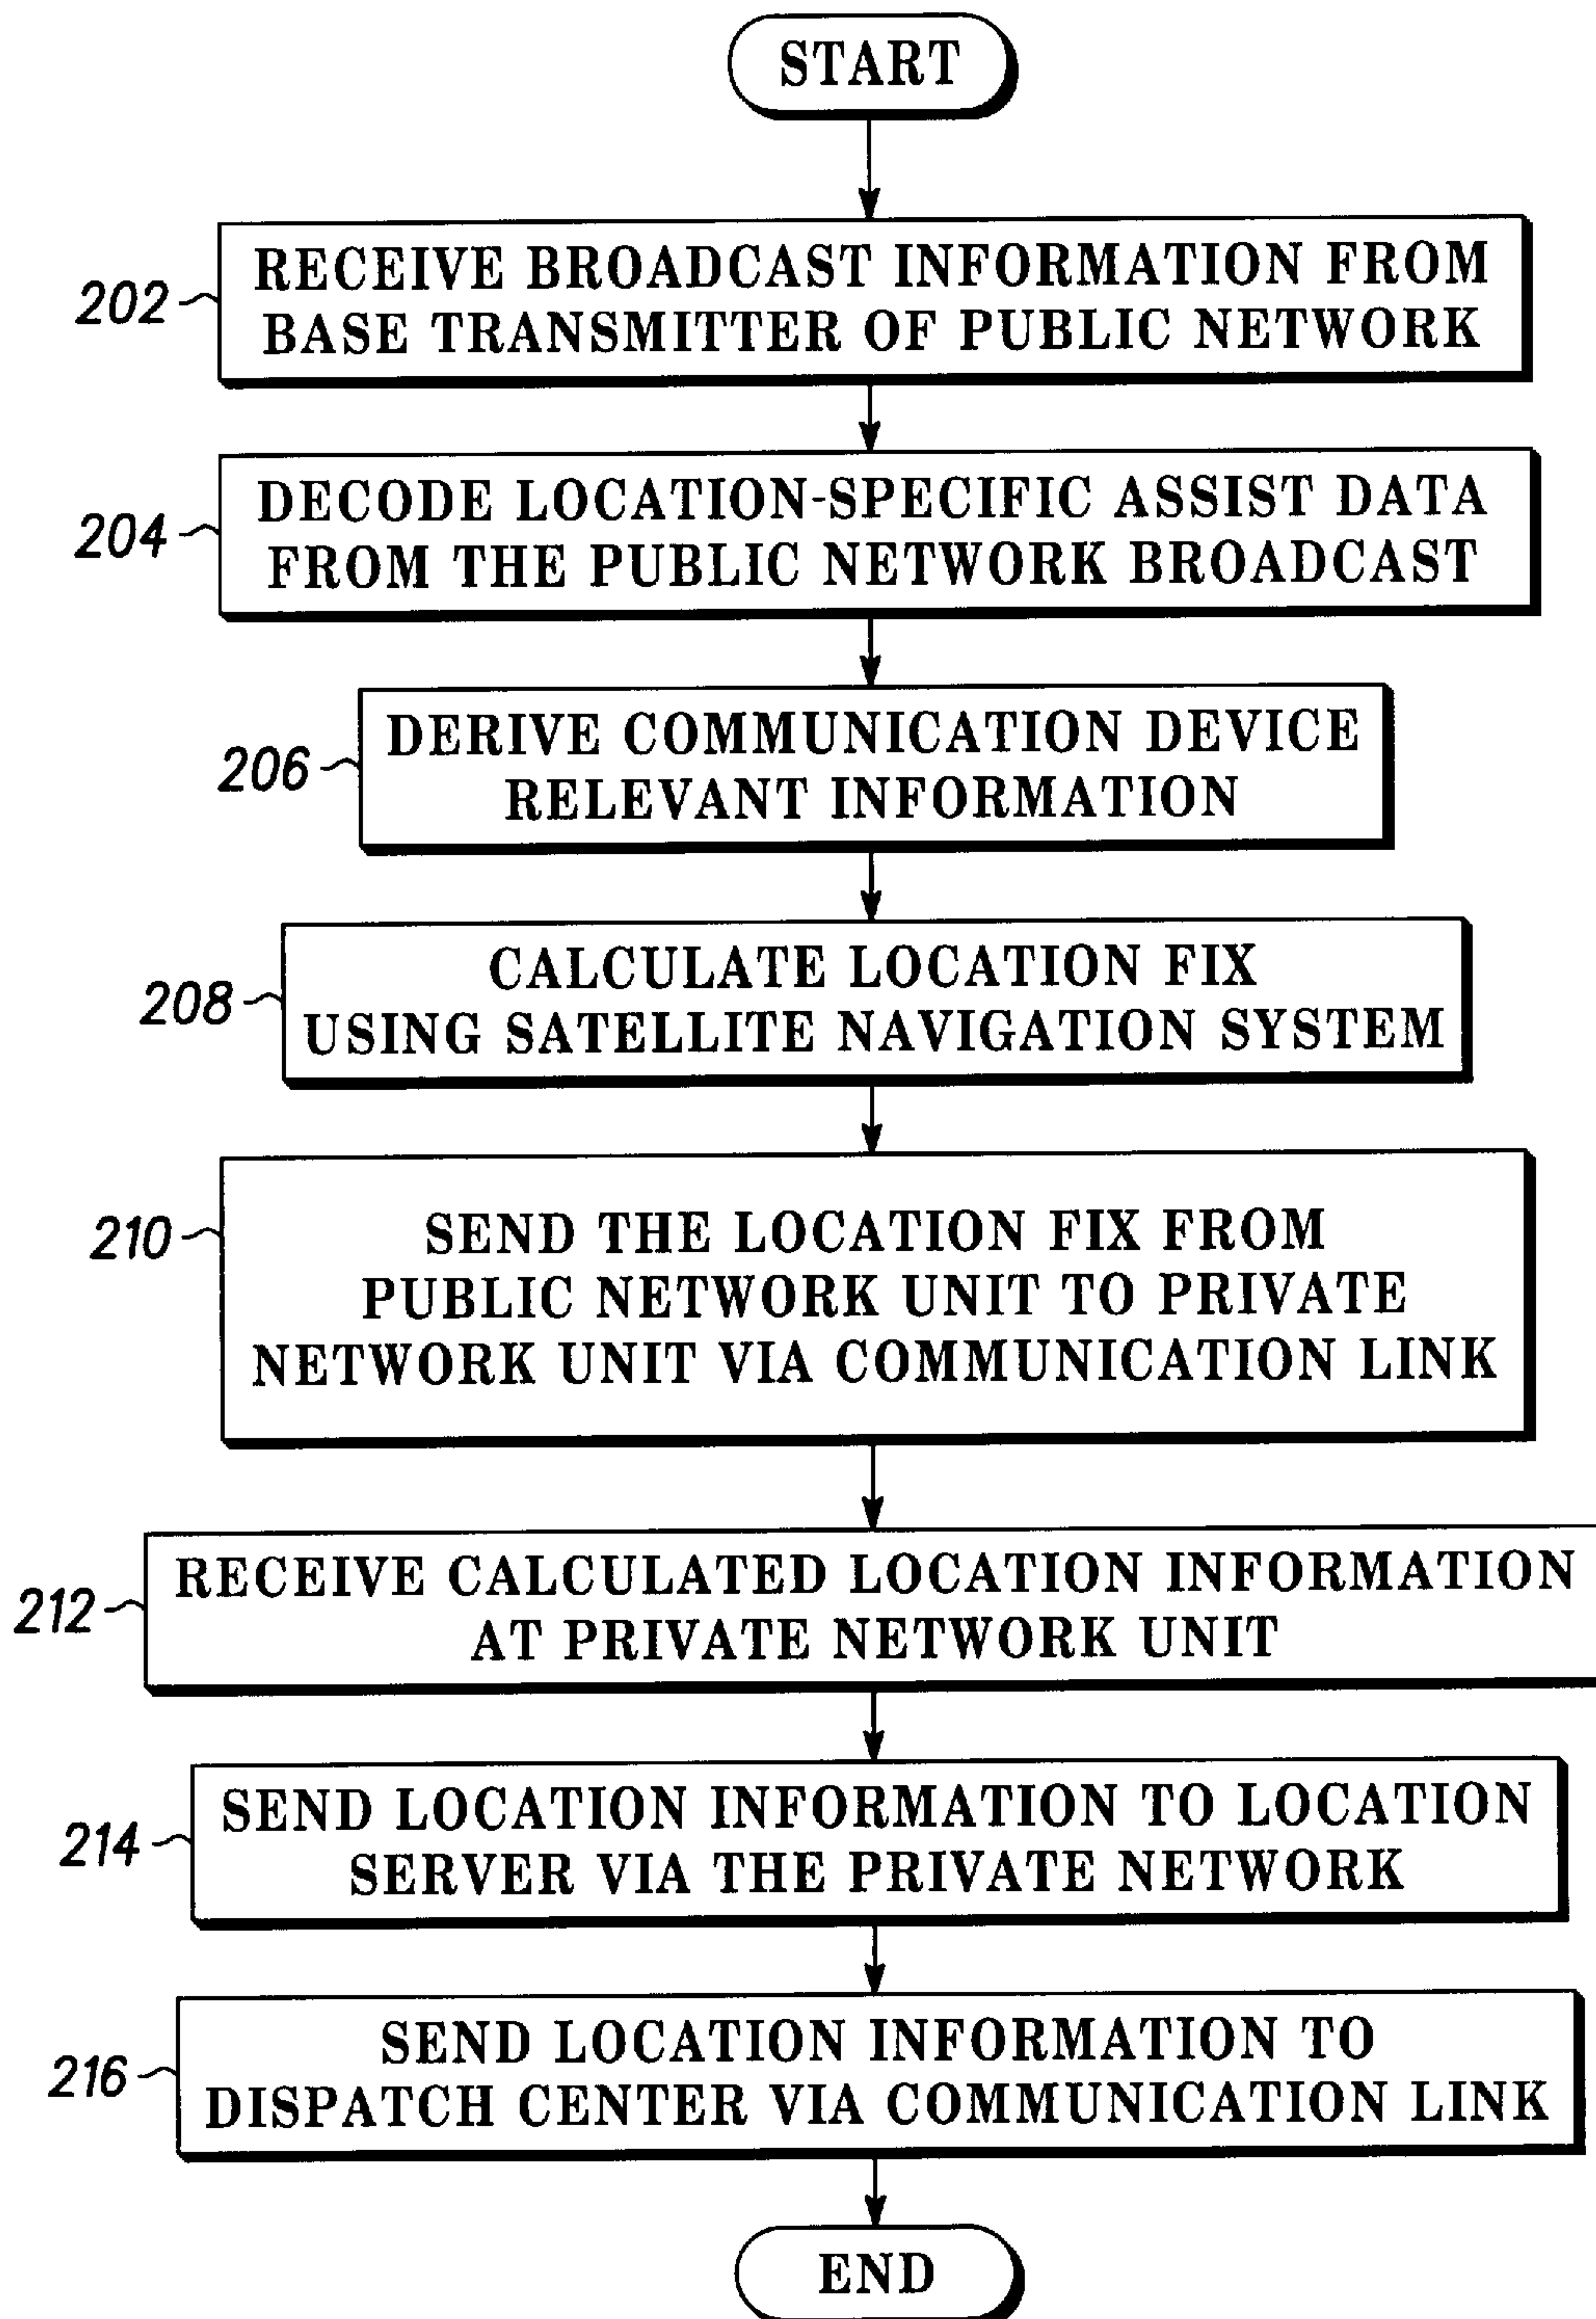 START
202
RECEIVE BROADCAST INFORMATION FROM
BASE TRANSMITTER OF PUBLIC NETWORK
204
DECODE LOCATION-SPECIFIC ASSIST DATA
FROM THE PUBLIC NETWORK BROADCAST
206
DERIVE COMMUNICATION DEVICE
RELEVANT INFORMATION
208
CALCULATE LOCATION FIX
USING SATELLITE NAVIGATION SYSTEM
210
SEND THE LOCATION FIX FROM
PUBLIC NETWORK UNIT TO PRIVATE
NETWORK UNIT VIA COMMUNICATION LINK
212
RECEIVE CALCULATED LOCATION INFORMATION
AT PRIVATE NETWORK UNIT
214
SEND LOCATION INFORMATION TO LOCATION
SERVER VIA THE PRIVATE NETWORK
216
SEND LOCATION INFORMATION TO
DISPATCH CENTER VIA COMMUNICATION LINK
END